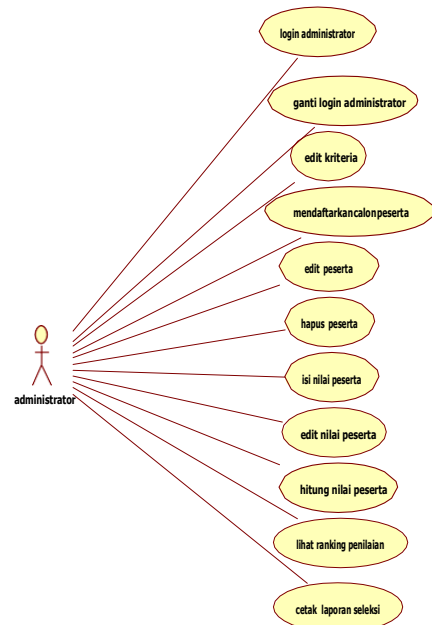 login administrator
ganti login administrator
edit kriteria
mendaftarkancalonpeserta
edit peserta
hapus peserta
isi nilai peserta
administrator
edit nilai peserta
hitung nilai peserta
lihat ranking penilaian
cetak laporan seleksi